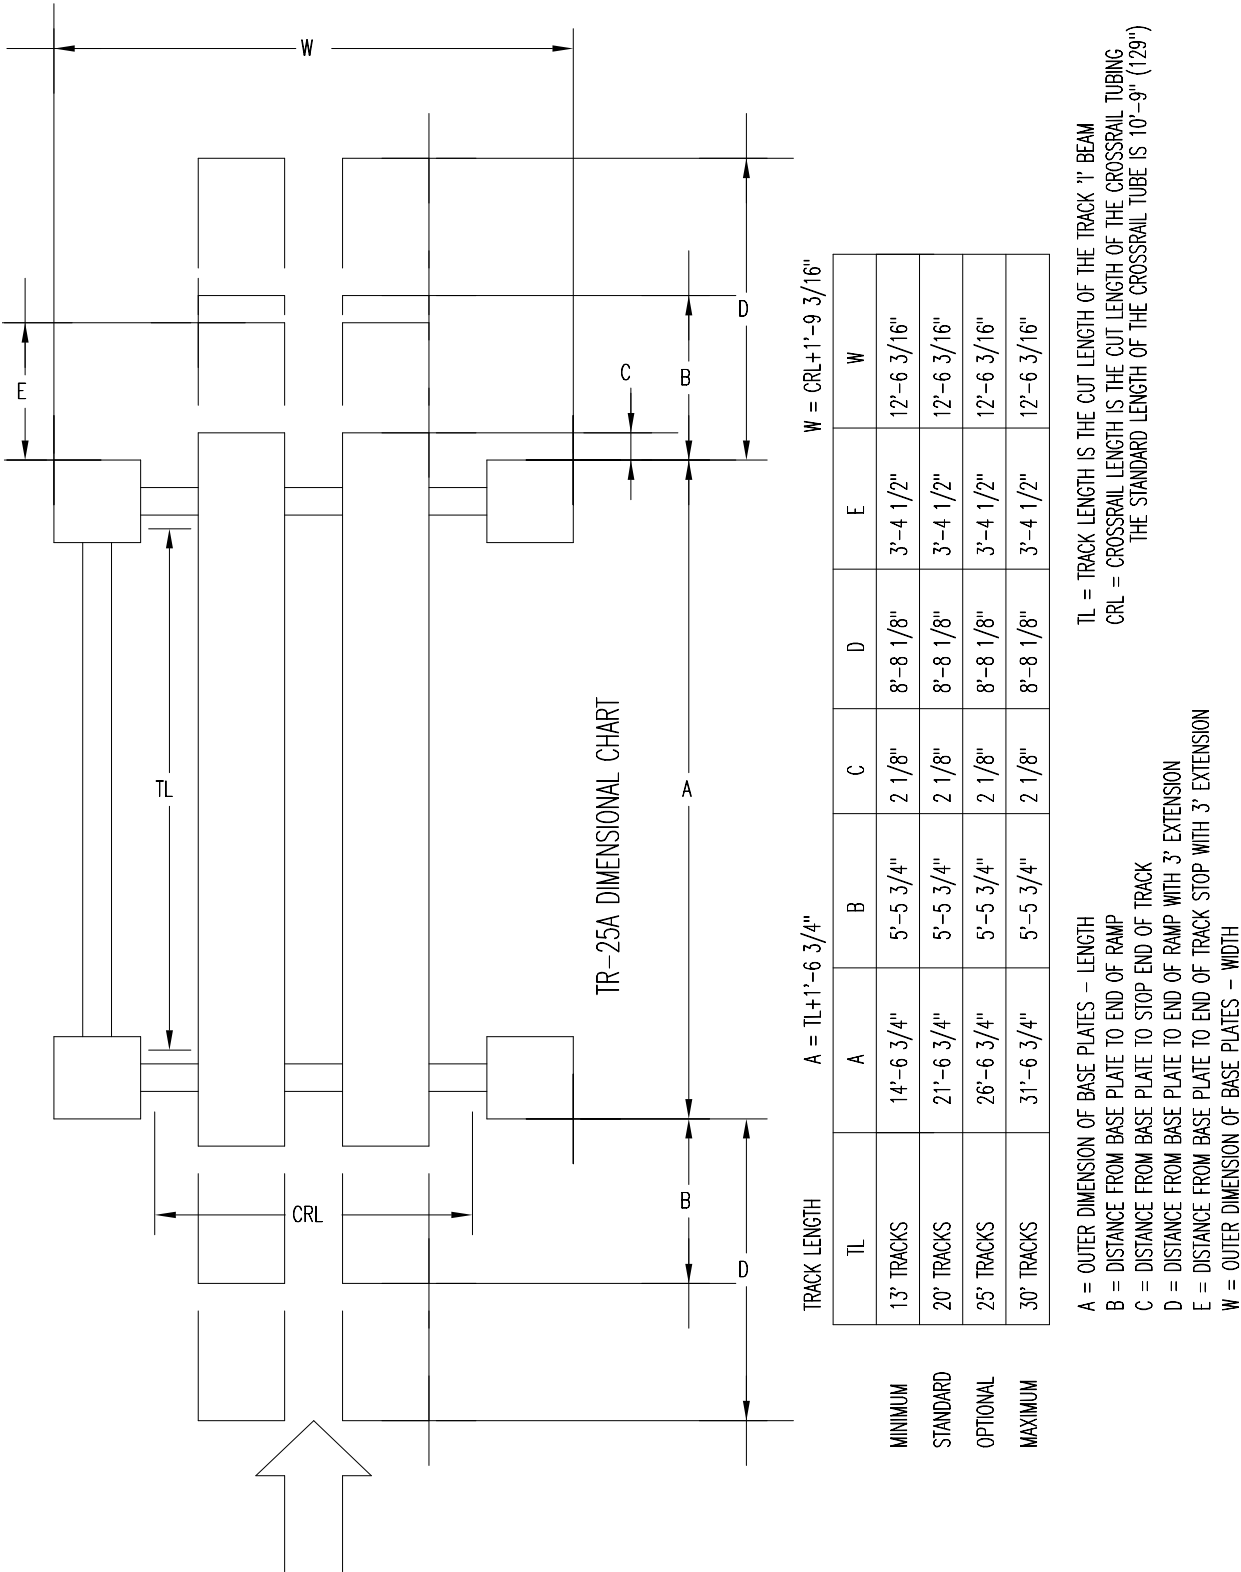 W
E
C
B
D
TL
A
CRL
B
D
TR-25A DIMENSIONAL CHART
TRACK LENGTH A = TL+1'-6 3/4" W = CRL+1'-9 3/16"
TL A B C D E W
MINIMUM 13' TRACKS 14'-6 3/4" 5'-5 3/4" 2 1/8" 8'-8 1/8" 3'-4 1/2" 12'-6 3/16"
STANDARD 20' TRACKS 21'-6 3/4" 5'-5 3/4" 2 1/8" 8'-8 1/8" 3'-4 1/2" 12'-6 3/16"
OPTIONAL 25' TRACKS 26'-6 3/4" 5'-5 3/4" 2 1/8" 8'-8 1/8" 3'-4 1/2" 12'-6 3/16"
MAXIMUM 30' TRACKS 31'-6 3/4" 5'-5 3/4" 2 1/8" 8'-8 1/8" 3'-4 1/2" 12'-6 3/16"
A = OUTER DIMENSION OF BASE PLATES - LENGTH
B = DISTANCE FROM BASE PLATE TO END OF RAMP
C = DISTANCE FROM BASE PLATE TO STOP END OF TRACK
D = DISTANCE FROM BASE PLATE TO END OF RAMP WITH 3' EXTENSION
E = DISTANCE FROM BASE PLATE TO END OF TRACK STOP WITH 3' EXTENSION
W = OUTER DIMENSION OF BASE PLATES - WIDTH
TL = TRACK LENGTH IS THE CUT LENGTH OF THE TRACK 'I' BEAM
CRL = CROSSRAIL LENGTH IS THE CUT LENGTH OF THE CROSSRAIL TUBING
THE STANDARD LENGTH OF THE CROSSRAIL TUBE IS 10'-9" (129")